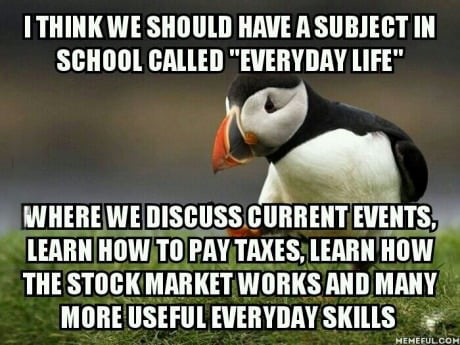 I THINK WE SHOULD HAVE A SUBJECT IN
SCHOOL CALLED "EVERYDAY LIFE"
WHERE WE DISCUSS CURRENT EVENTS,
LEARN HOW TO PAY TAXES, LEARN HOW
THE STOCK MARKET WORKS AND MANY
MORE USEFUL EVERYDAY SKILLS
MEMEFUL.COM